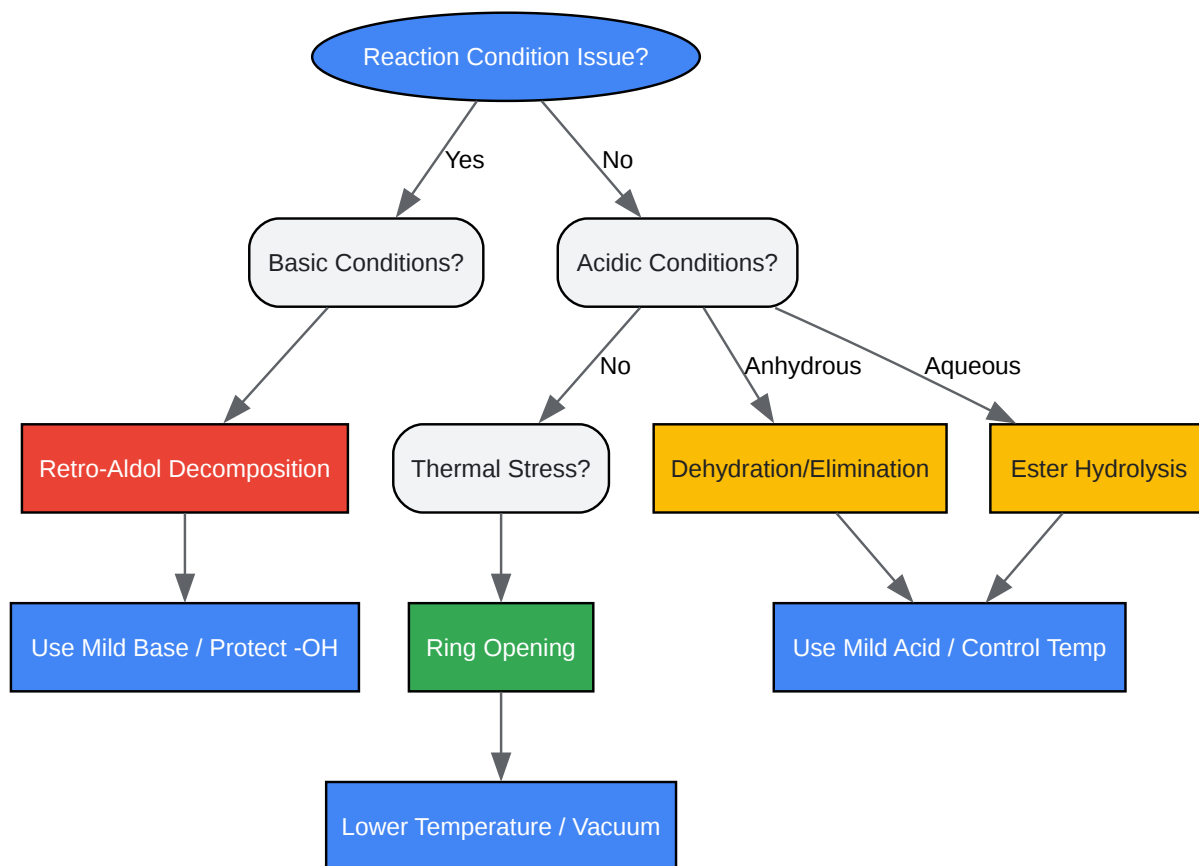 Reaction Condition Issue?
Yes
No
Basic Conditions?
Acidic Conditions?
No
Anhydrous
Aqueous
Retro-Aldol Decomposition
Thermal Stress?
Dehydration/Elimination
Ester Hydrolysis
Use Mild Base / Protect -OH
Ring Opening
Use Mild Acid / Control Temp
Lower Temperature / Vacuum